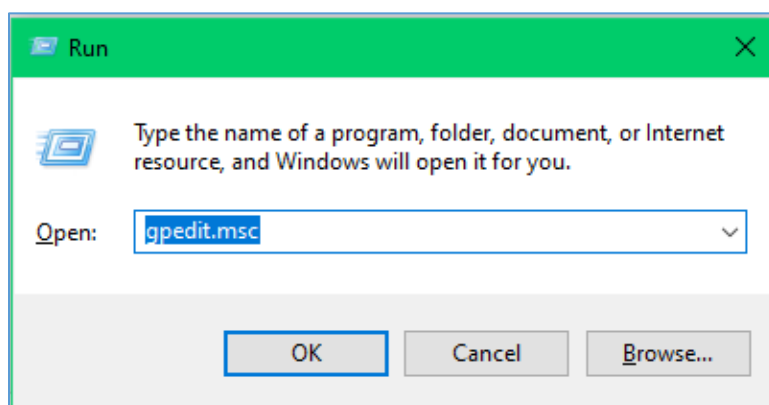 Run
Type the name of a program, folder, document, or Internet
resource, and Windows will open it for you.
Open: gpedit.msc
OK Cancel Browse...